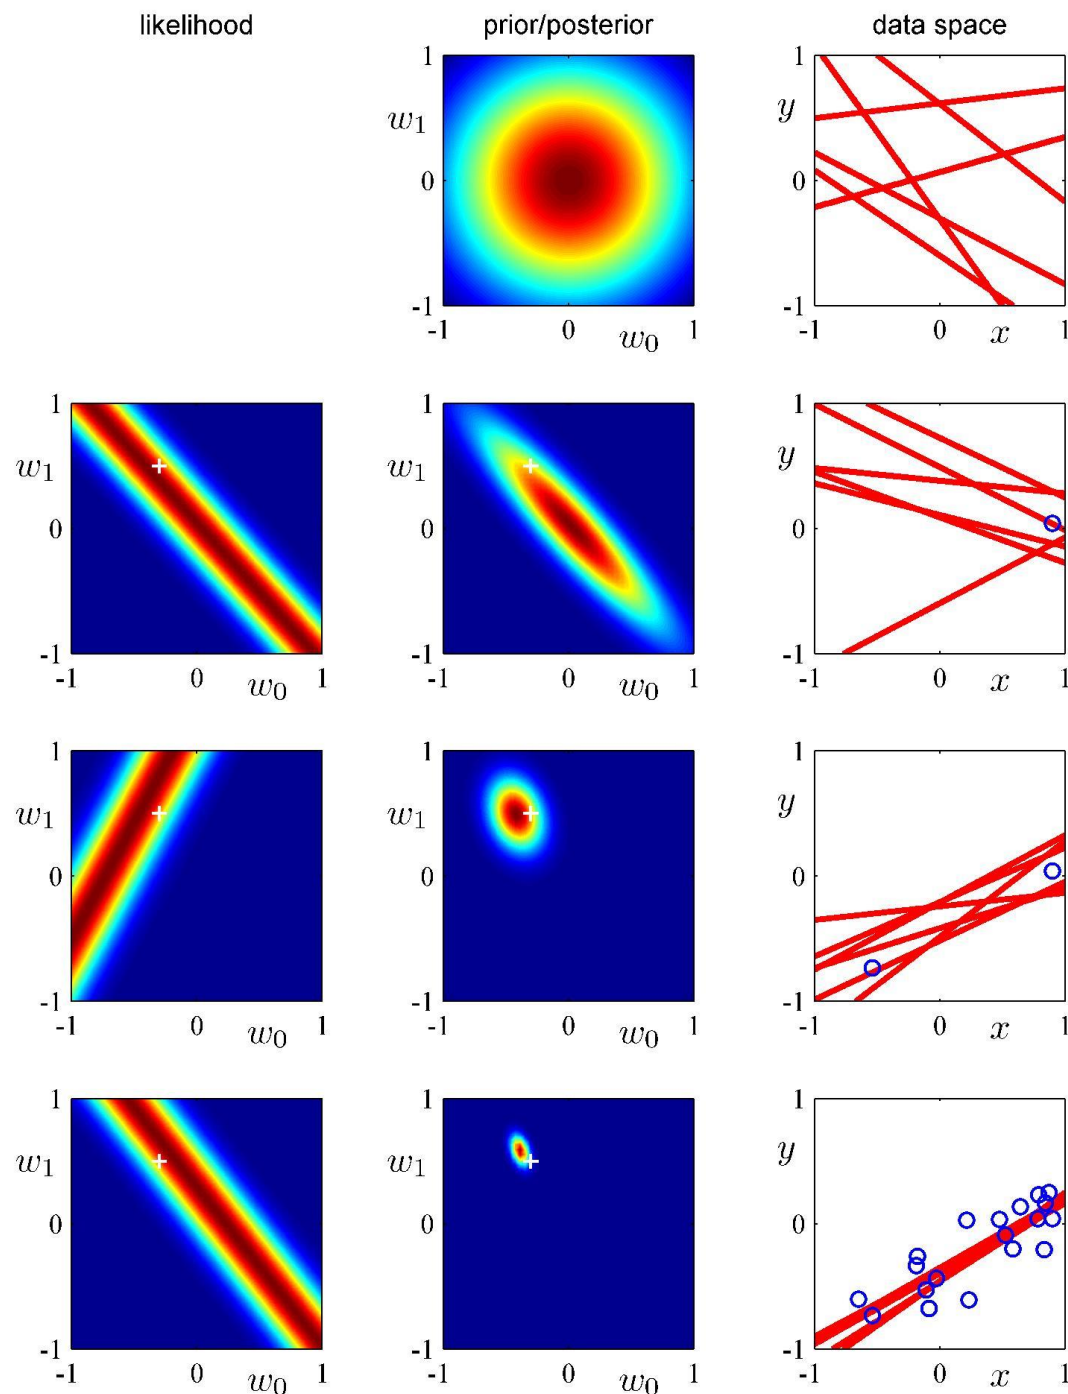 likelihood prior/posterior data space
1 1
w₁ y
0 0
-1 -1
-1 0 w₀ 1 -1 0 x 1
1 1 1
w₁ w₁ y
0 0 0
-1 -1 -1
-1 0 w₀ 1 -1 0 w₀ 1 -1 0 x 1
1 1 1
w₁ w₁ y
0 0 0
-1 -1 -1
-1 0 w₀ 1 -1 0 w₀ 1 -1 0 x 1
1 1 1
w₁ w₁ y
0 0 0
-1 -1 -1
-1 0 w₀ 1 -1 0 w₀ 1 -1 0 x 1